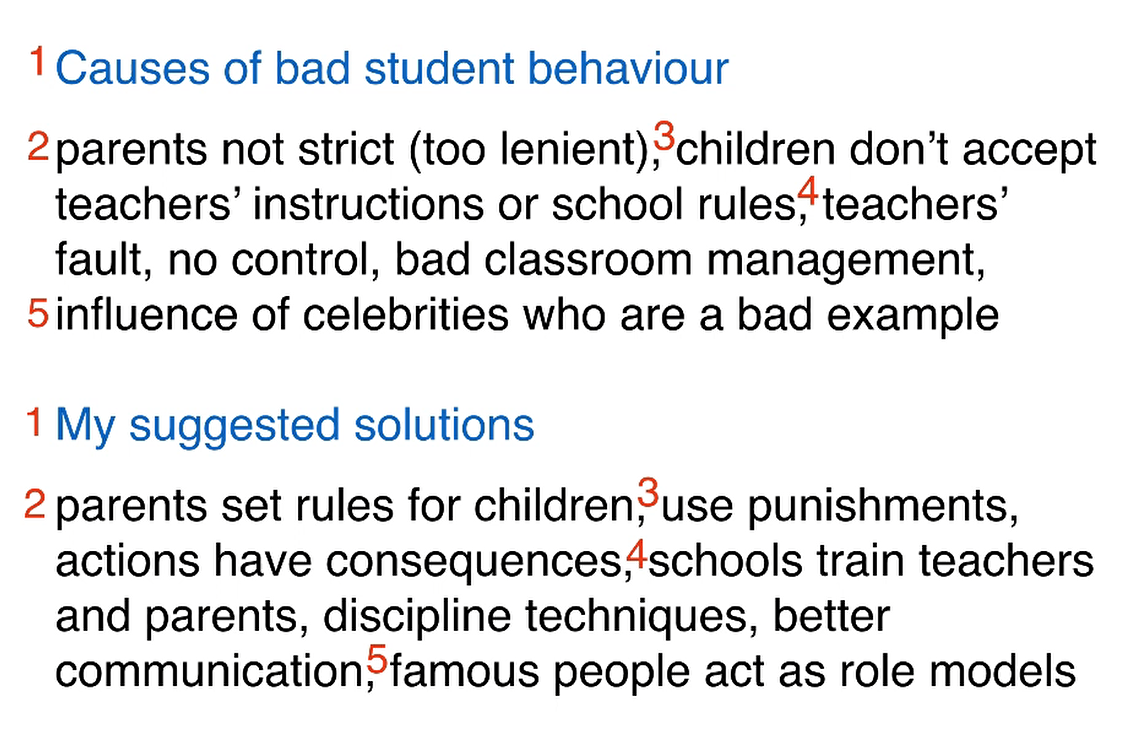 1 Causes of bad student behaviour
2 parents not strict (too lenient),3 children don’t accept
teachers’ instructions or school rules,4 teachers’
fault, no control, bad classroom management,
5 influence of celebrities who are a bad example
1 My suggested solutions
2 parents set rules for children,3 use punishments,
actions have consequences,4 schools train teachers
and parents, discipline techniques, better
communication,5 famous people act as role models